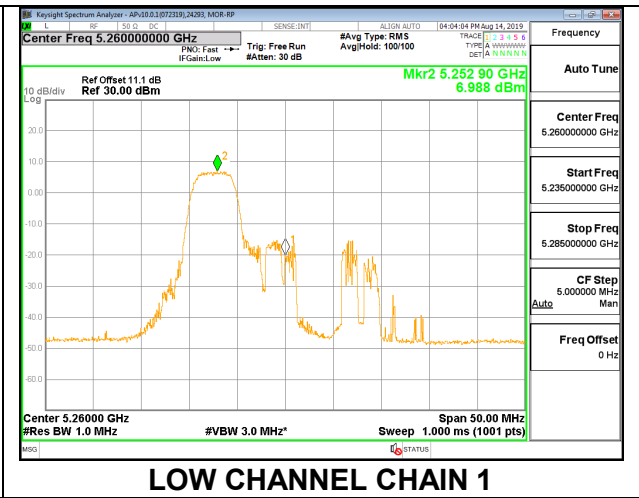 Keysight Spectrum Analyzer - APv10.0.1(072319),24293, MOR-RP
L RF 50 Ω DC SENSE:INT ALIGN AUTO 04:04:04 PM Aug 14, 2019
Center Freq 5.260000000 GHz
PNO: Fast
IFGain:Low
Trig: Free Run
#Atten: 30 dB
#Avg Type: RMS
Avg|Hold: 100/100
TRACE 1 2 3 4 5 6
TYPE A WWWWW
DET A N N N N N
Frequency
Auto Tune
Center Freq
5.260000000 GHz
Start Freq
5.235000000 GHz
Stop Freq
5.285000000 GHz
CF Step
5.000000 MHz
Auto Man
Freq Offset
0 Hz
Mkr2 5.252 90 GHz
6.988 dBm
Ref Offset 11.1 dB
10 dB/div Ref 30.00 dBm
Log
20.0
10.0
0.00
-10.0
-20.0
-30.0
-40.0
-50.0
-60.0
2
1
Center 5.26000 GHz Span 50.00 MHz
#Res BW 1.0 MHz #VBW 3.0 MHz* Sweep 1.000 ms (1001 pts)
MSG STATUS
LOW CHANNEL CHAIN 1